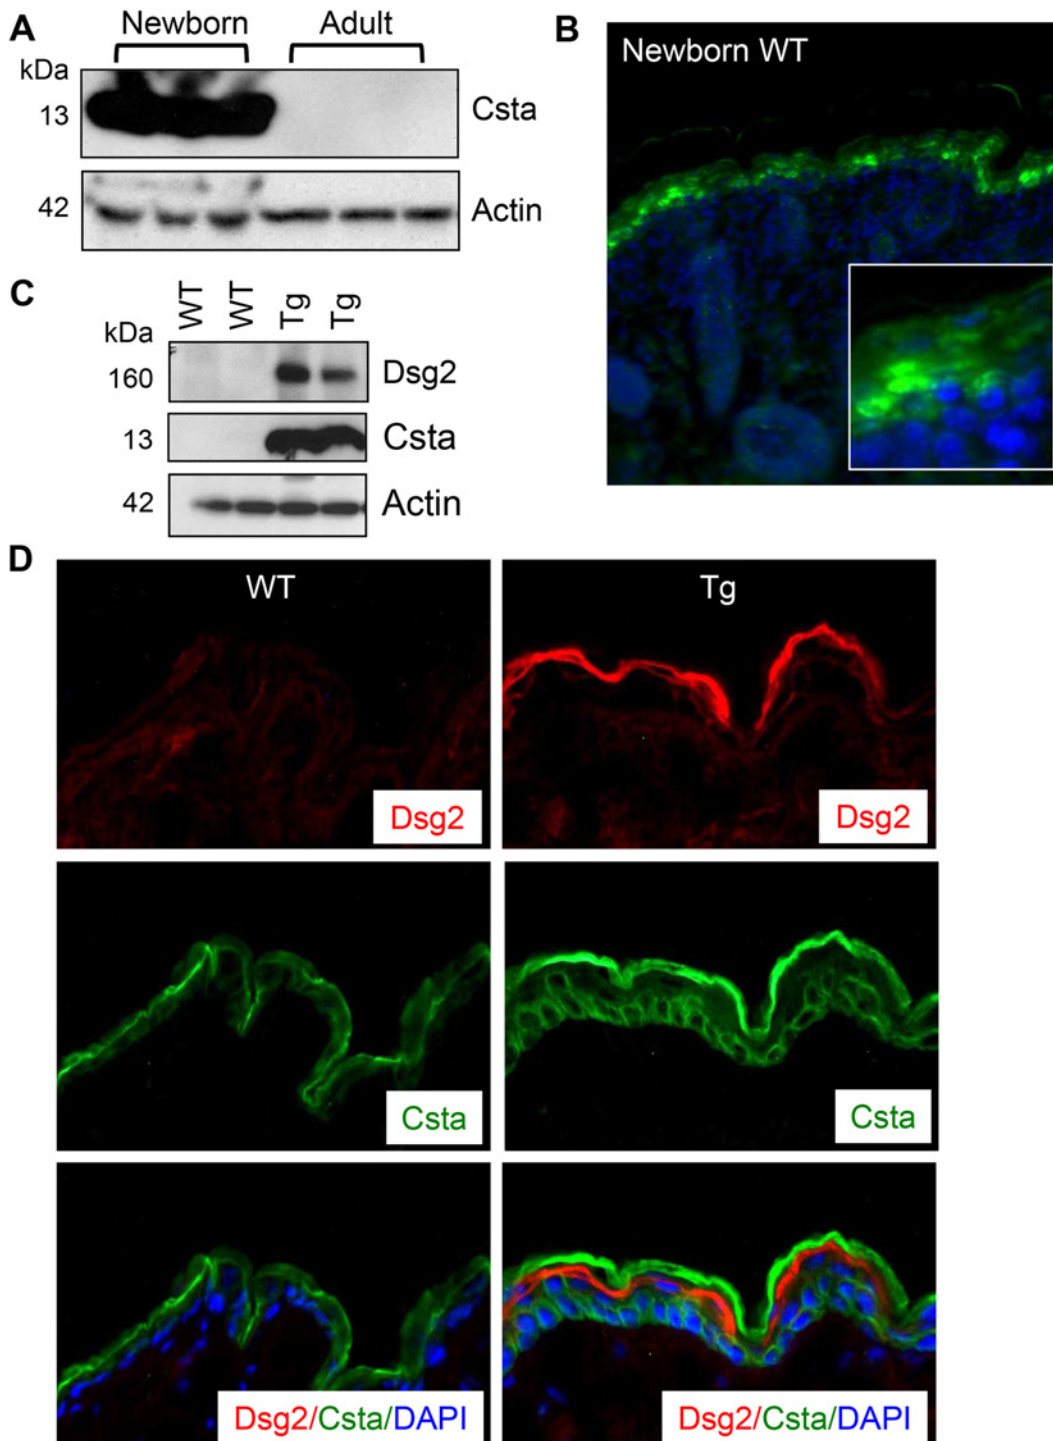 A
Newborn Adult
kDa
13 Csta
42 Actin
B
Newborn WT
C
WT WT Tg Tg
kDa
160 Dsg2
13 Csta
42 Actin
D
WT Tg
Dsg2 Dsg2
Csta Csta
Dsg2/Csta/DAPI Dsg2/Csta/DAPI